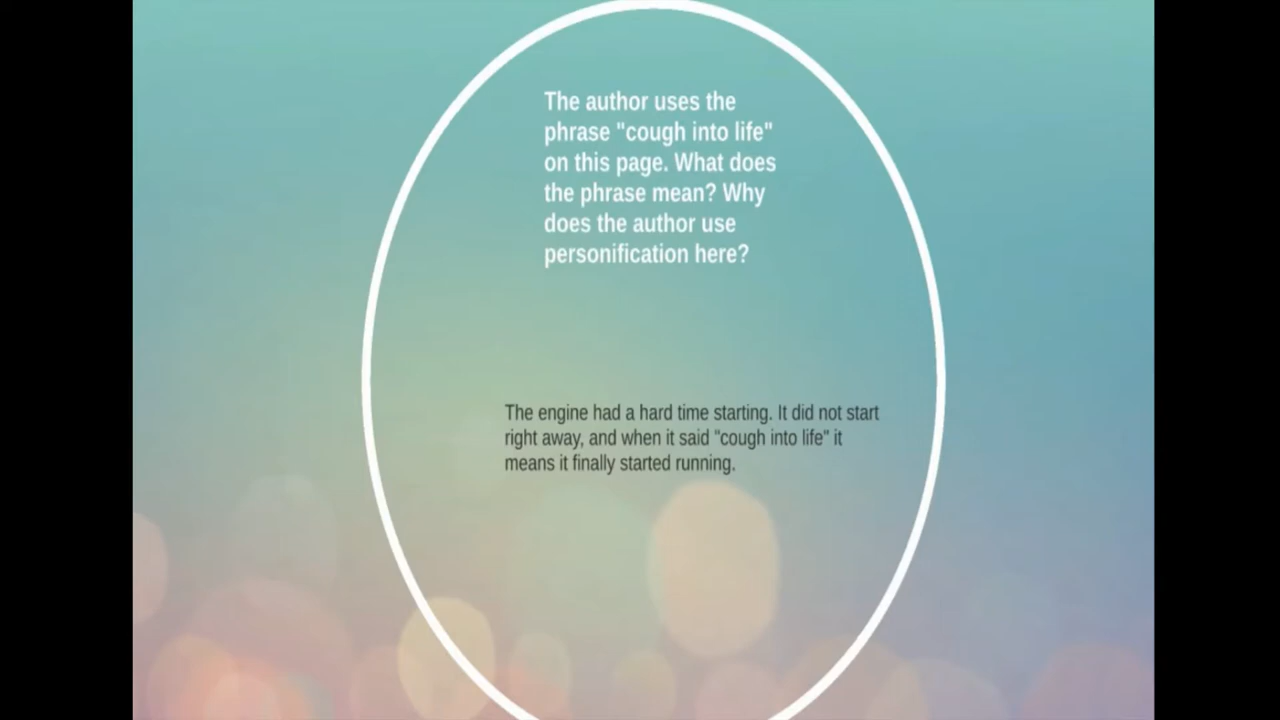 The author uses the
phrase "cough into life"
on this page. What does
the phrase mean? Why
does the author use
personification here?
The engine had a hard time starting. It did not start
right away, and when it said "cough into life" it
means it finally started running.